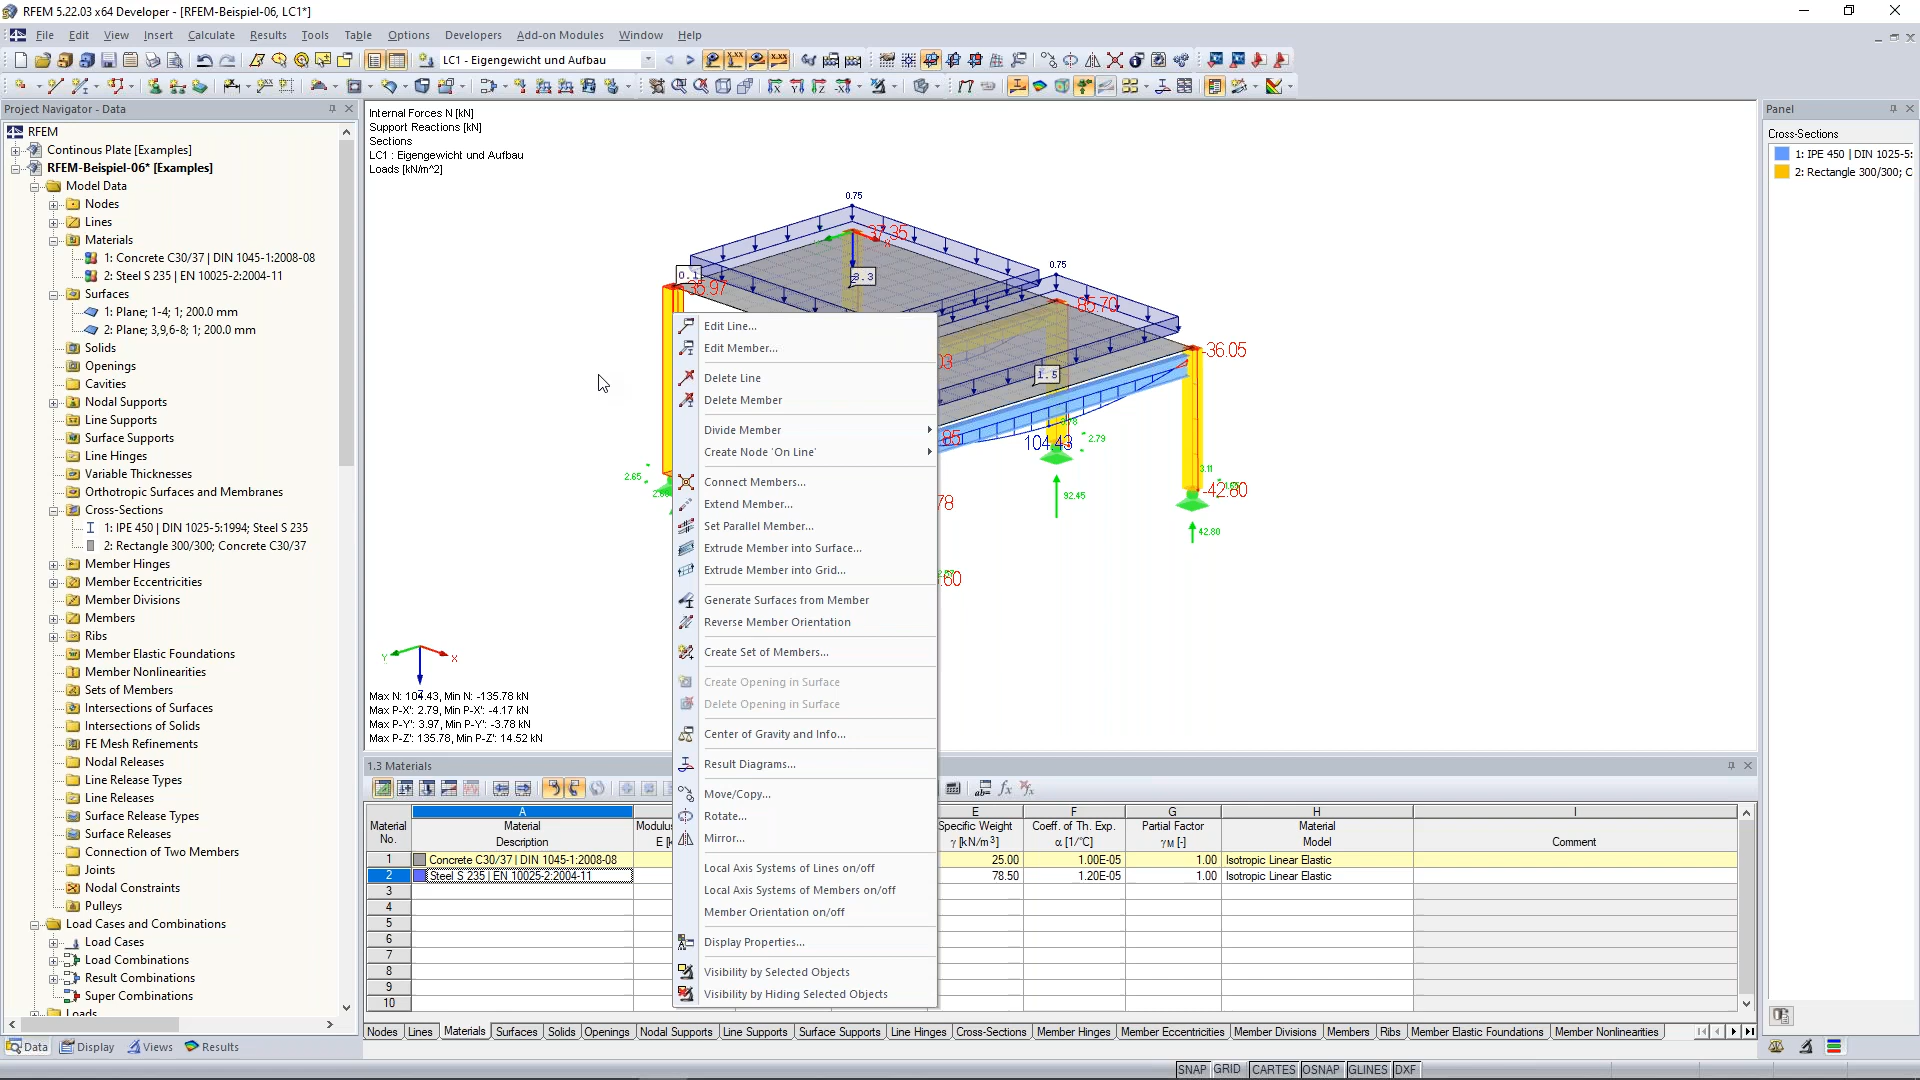 RFEM 5.22.03 x64 Developer - [RFEM-Beispiel-06, LC1*]
File Edit View Insert Calculate Results Tools Table Options Developers Add-on Modules Window Help
LC1 - Eigengewicht und Aufbau
Project Navigator - Data
RFEM
Continous Plate [Examples]
RFEM-Beispiel-06* [Examples]
Model Data
Nodes
Lines
Materials
1: Concrete C30/37 | DIN 1045-1:2008-08
2: Steel S 235 | EN 10025-2:2004-11
Surfaces
1: Plane; 1-4; 1; 200.0 mm
2: Plane; 3,9,6-8; 1; 200.0 mm
Solids
Openings
Cavities
Nodal Supports
Line Supports
Surface Supports
Line Hinges
Variable Thicknesses
Orthotropic Surfaces and Membranes
Cross-Sections
1: IPE 450 | DIN 1025-5:1994; Steel S 235
2: Rectangle 300/300; Concrete C30/37
Member Hinges
Member Eccentricities
Member Divisions
Members
Ribs
Member Elastic Foundations
Member Nonlinearities
Sets of Members
Intersections of Surfaces
Intersections of Solids
FE Mesh Refinements
Nodal Releases
Line Release Types
Line Releases
Surface Release Types
Surface Releases
Connection of Two Members
Joints
Nodal Constraints
Pulleys
Load Cases and Combinations
Load Cases
Load Combinations
Result Combinations
Super Combinations
Loads
Data Display Views Results
Internal Forces N [kN]
Support Reactions [kN]
Sections
LC1 : Eigengewicht und Aufbau
Loads [kN/m^2]
0.75
37.35
0.75
0.1
3.3
35.97
85.70
-36.05
1.5
104.43
2.79
2.65
3.11
-42.80
92.45
42.80
Y X
Z
Max N: 104.43, Min N: -135.78 kN
Max P-X': 2.79, Min P-X': -4.17 kN
Max P-Y': 3.97, Min P-Y': -3.78 kN
Max P-Z': 135.78, Min P-Z': 14.52 kN
Edit Line...
Edit Member...
Delete Line
Delete Member
Divide Member
Create Node 'On Line'
Connect Members...
Extend Member...
Set Parallel Member...
Extrude Member into Surface...
Extrude Member into Grid...
Generate Surfaces from Member
Reverse Member Orientation
Create Set of Members...
Create Opening in Surface
Delete Opening in Surface
Center of Gravity and Info...
Result Diagrams...
Move/Copy...
Rotate...
Mirror...
Local Axis Systems of Lines on/off
Local Axis Systems of Members on/off
Member Orientation on/off
Display Properties...
Visibility by Selected Objects
Visibility by Hiding Selected Objects
Panel
Cross-Sections
1: IPE 450 | DIN 1025-5:
2: Rectangle 300/300; C
1.3 Materials
A E F G H I
Material Material Modulus Specific Weight Coeff. of Th. Exp. Partial Factor Material
No. Description E [k γ [kN/m³] α [1/°C] γM [-] Model Comment
1 Concrete C30/37 | DIN 1045-1:2008-08 25.00 1.00E-05 1.00 Isotropic Linear Elastic
2 Steel S 235 | EN 10025-2:2004-11 78.50 1.20E-05 1.00 Isotropic Linear Elastic
3
4
5
6
7
8
9
10
Nodes Lines Materials Surfaces Solids Openings Nodal Supports Line Supports Surface Supports Line Hinges Cross-Sections Member Hinges Member Eccentricities Member Divisions Members Ribs Member Elastic Foundations Member Nonlinearities
SNAP GRID CARTES OSNAP GLINES DXF